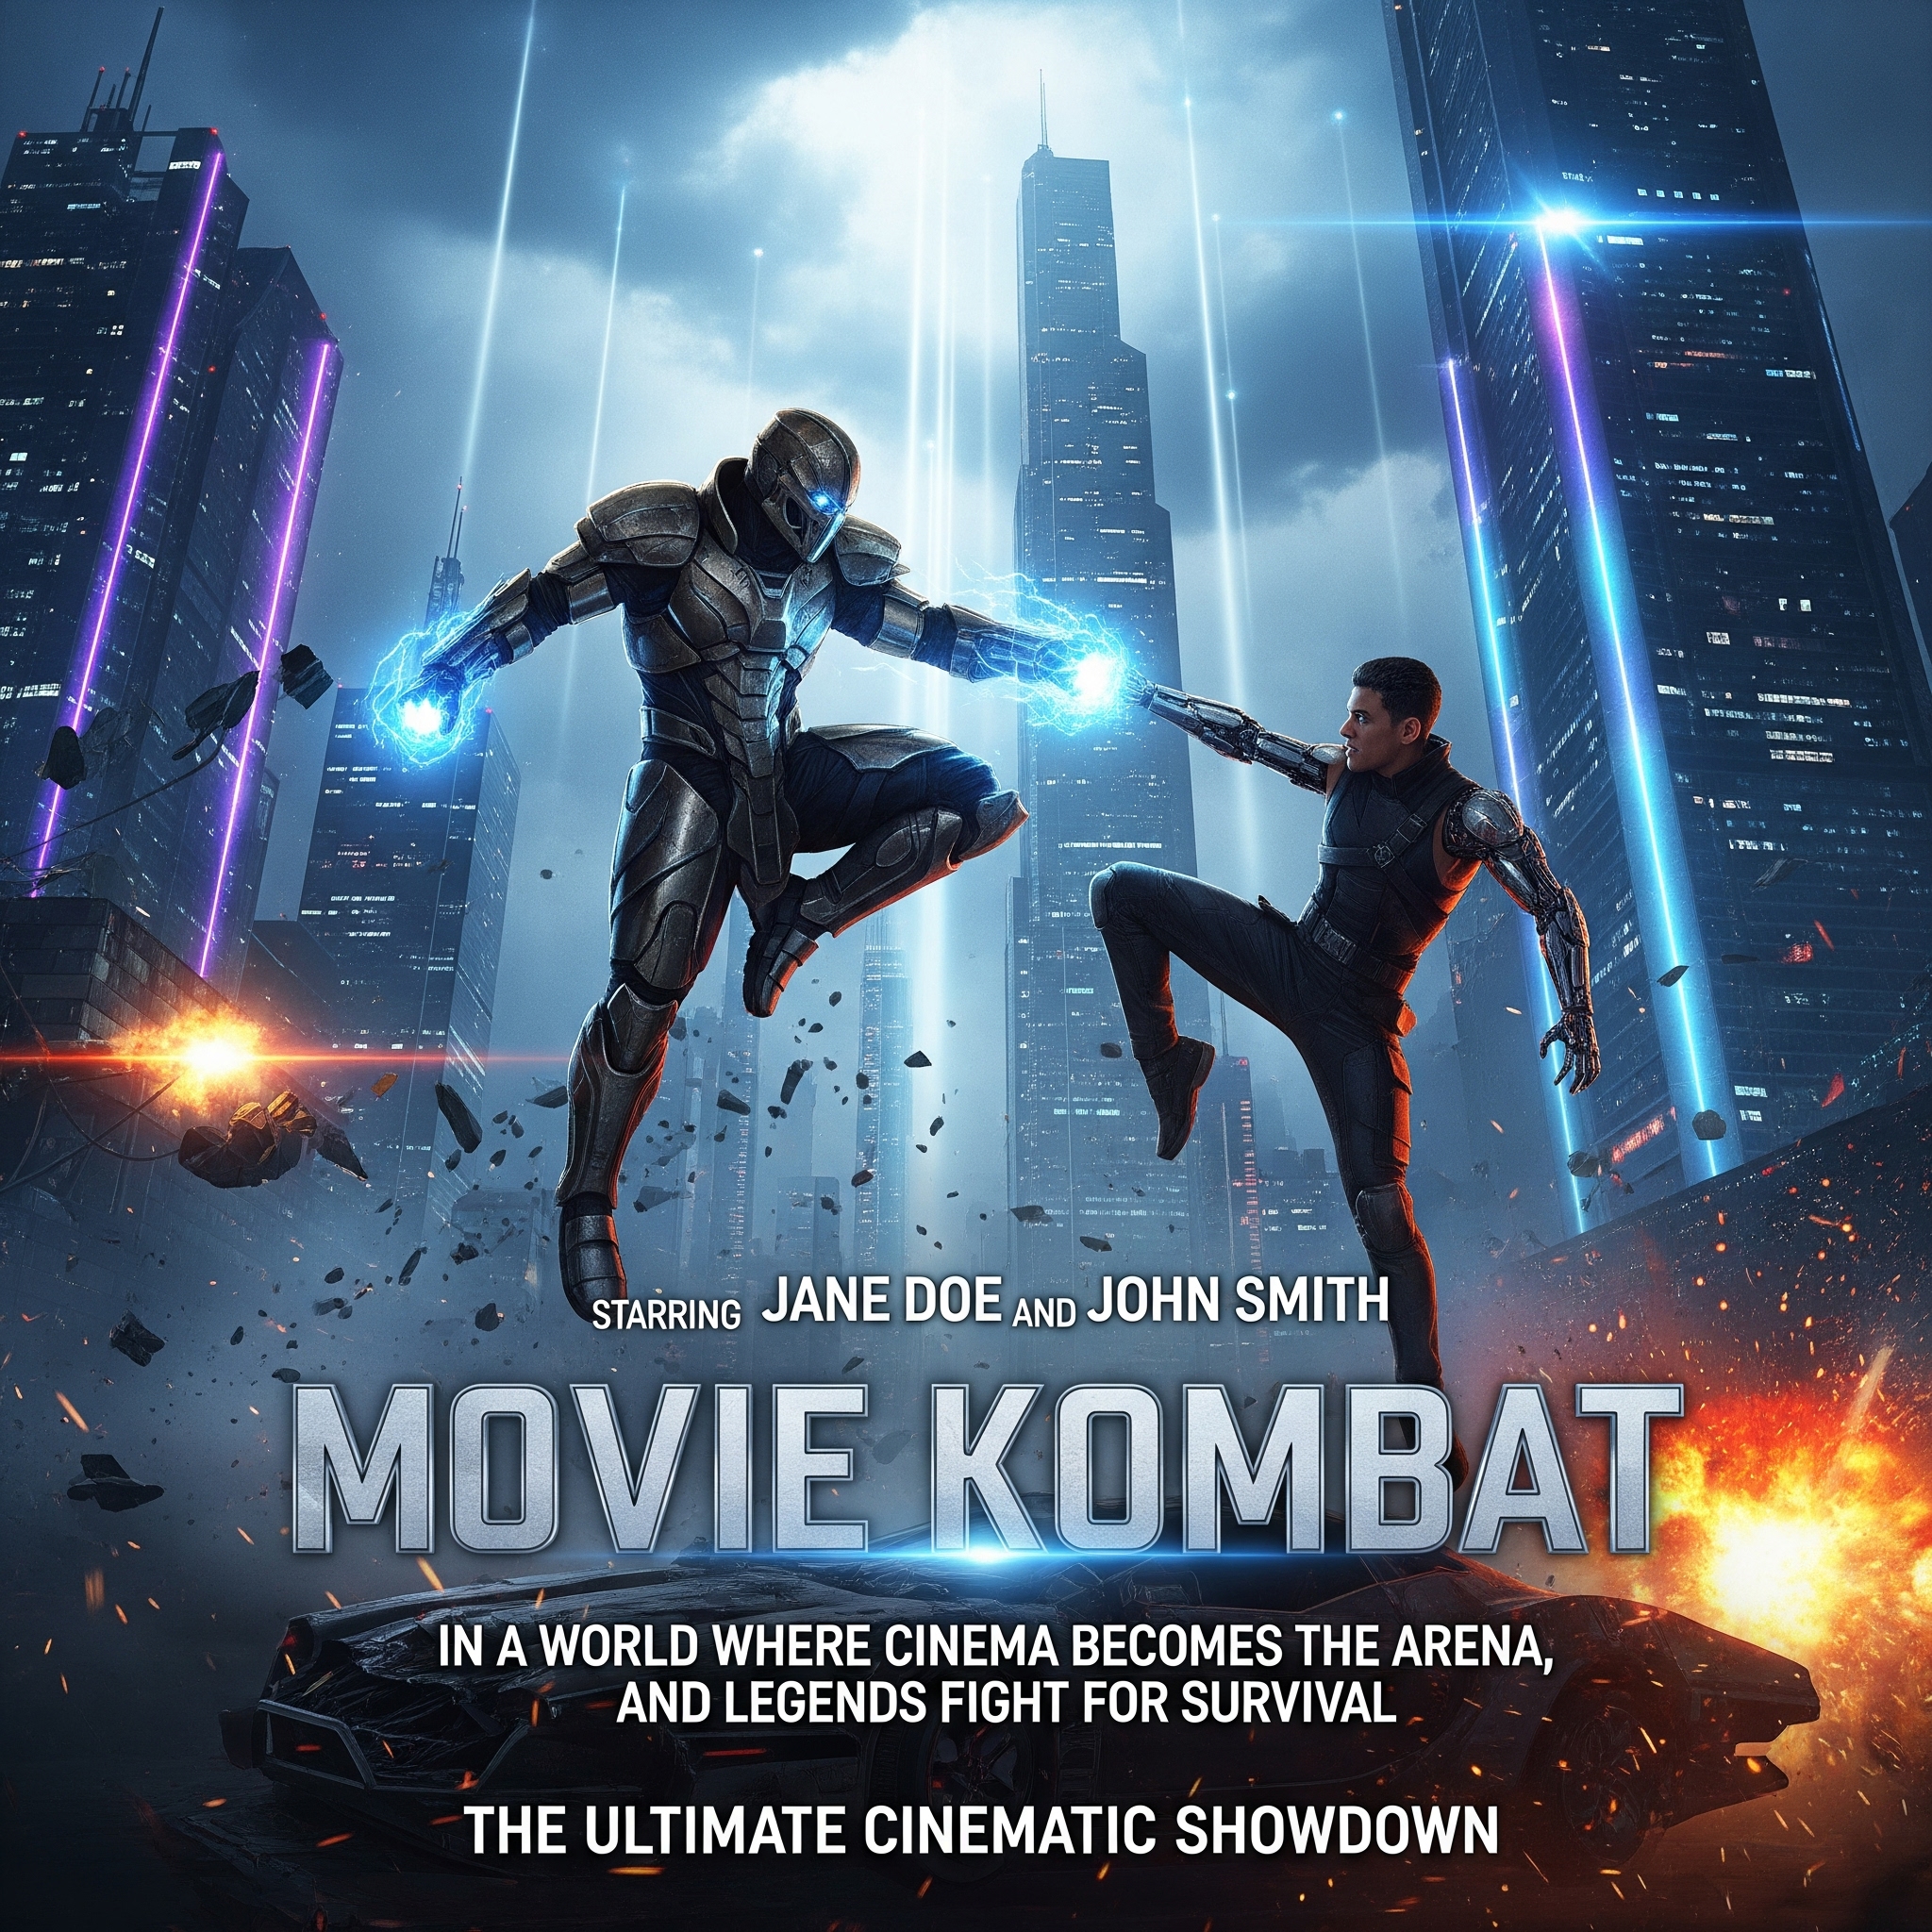 STARRING JANE DOE AND JOHN SMITH
MOVIE KOMBAT
IN A WORLD WHERE CINEMA BECOMES THE ARENA,
AND LEGENDS FIGHT FOR SURVIVAL
THE ULTIMATE CINEMATIC SHOWDOWN